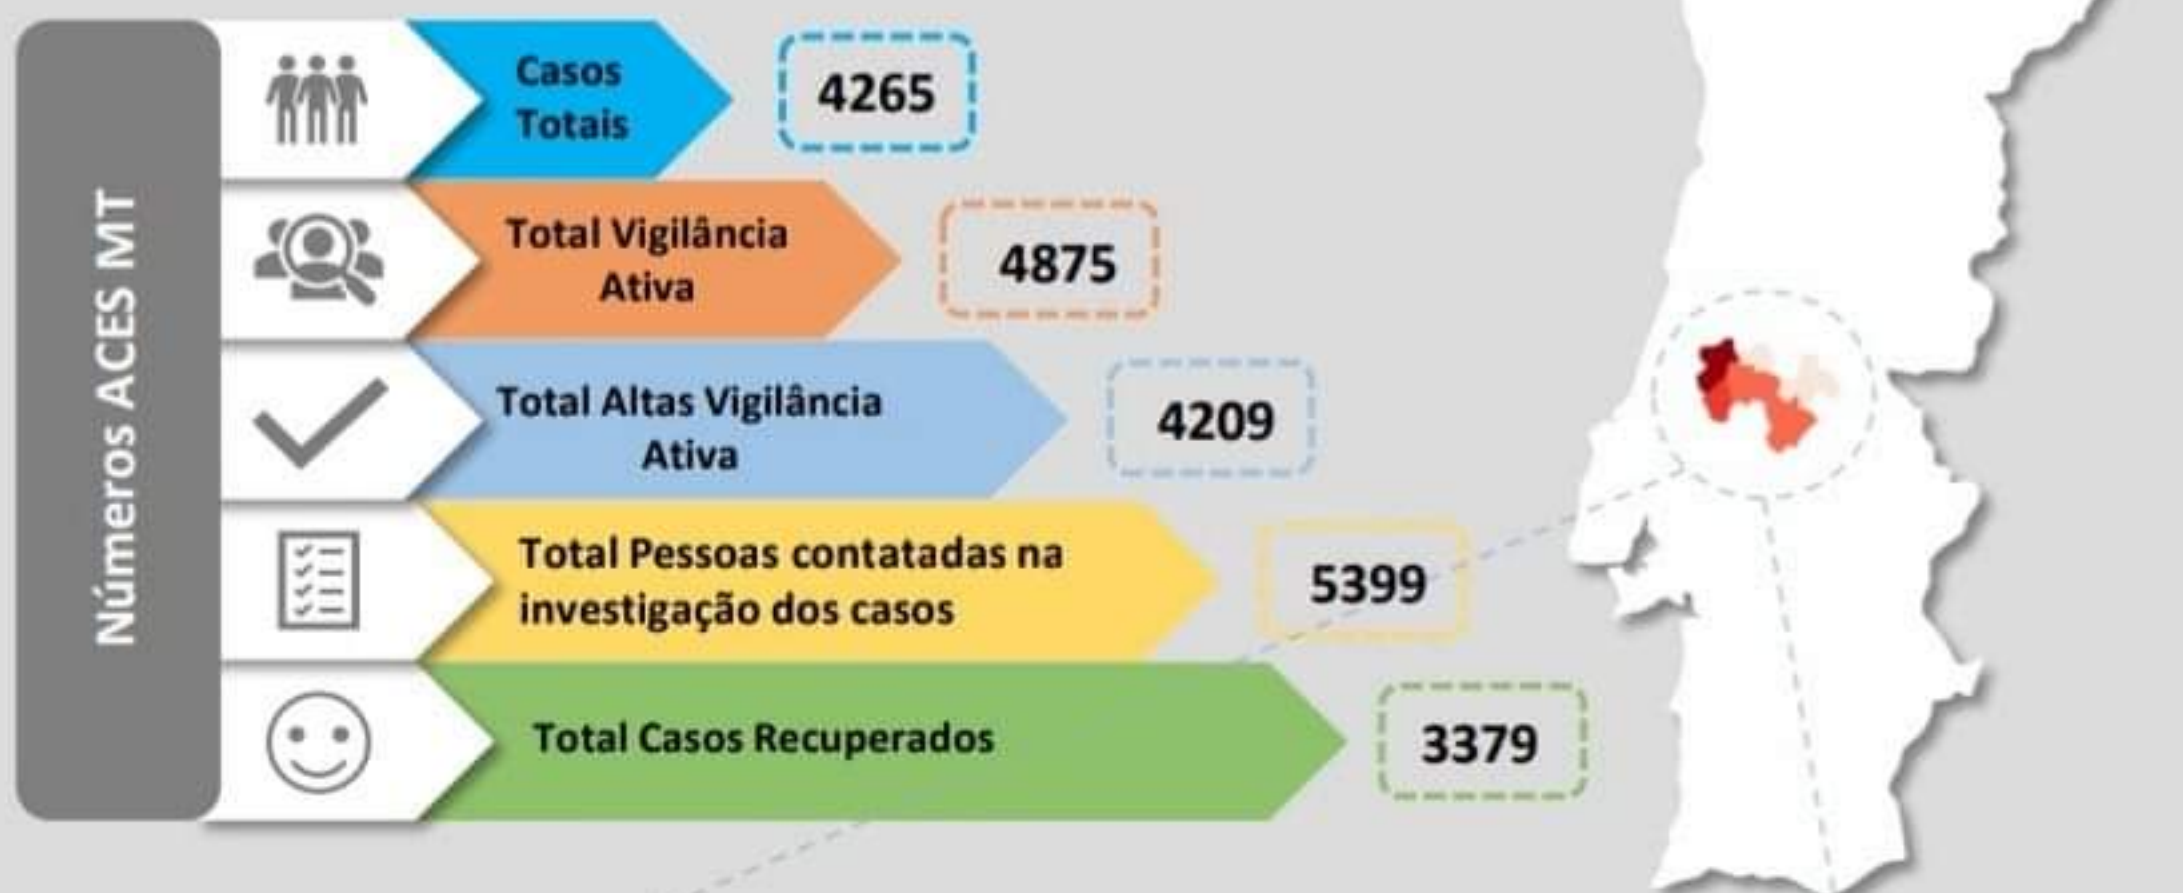 Números ACES MT
Casos
Totais
4265
Total Vigilância
Ativa
4875
Total Altas Vigilância
Ativa
4209
Total Pessoas contatadas na
investigação dos casos
5399
Total Casos Recuperados
3379